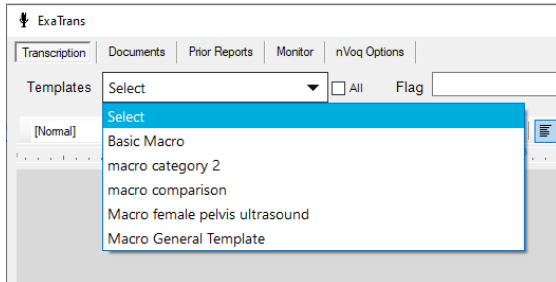 ExaTrans
Transcription Documents Prior Reports Monitor nVoq Options
Templates Select All Flag
Select
[Normal]
Basic Macro
macro category 2
macro comparison
Macro female pelvis ultrasound
Macro General Template